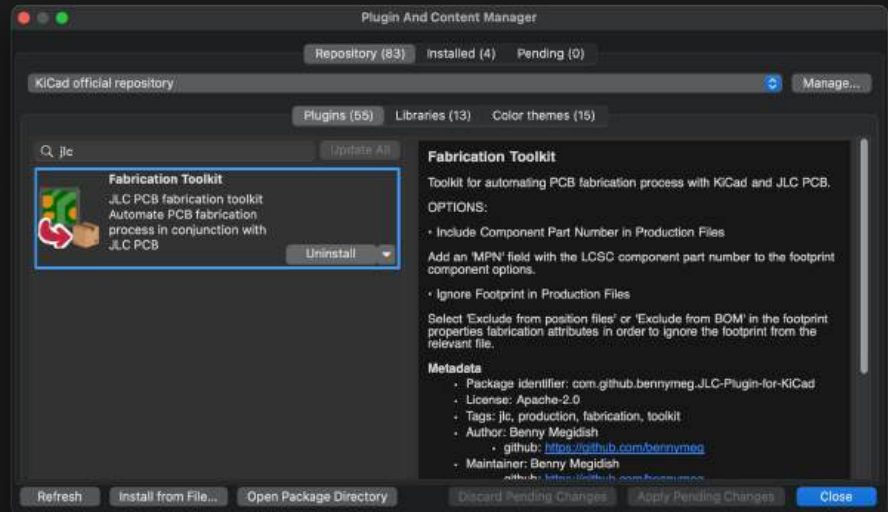 Plugin And Content Manager
Repository (83) Installed (4) Pending (0)
KiCad official repository
Manage...
Plugins (55) Libraries (13) Color themes (15)
jlc
Update All
Fabrication Toolkit
JLC PCB fabrication toolkit
Automate PCB fabrication
process in conjunction with
JLC PCB
Uninstall
Fabrication Toolkit
Toolkit for automating PCB fabrication process with KiCad and JLC PCB.
OPTIONS:
• Include Component Part Number in Production Files
Add an 'MPN' field with the LCSC component part number to the footprint
component options.
• Ignore Footprint in Production Files
Select 'Exclude from position files' or 'Exclude from BOM' in the footprint
properties fabrication attributes in order to ignore the footprint from the
relevant file.
Metadata
• Package identifier: com.github.bennymeg.JLC-Plugin-for-KiCad
• License: Apache-2.0
• Tags: jlc, production, fabrication, toolkit
• Author: Benny Megidish
• github: https://github.com/bennymeg
• Maintainer: Benny Megidish
• github: https://github.com/bennymeg
Refresh Install from File... Open Package Directory Discard Pending Changes Apply Pending Changes Close